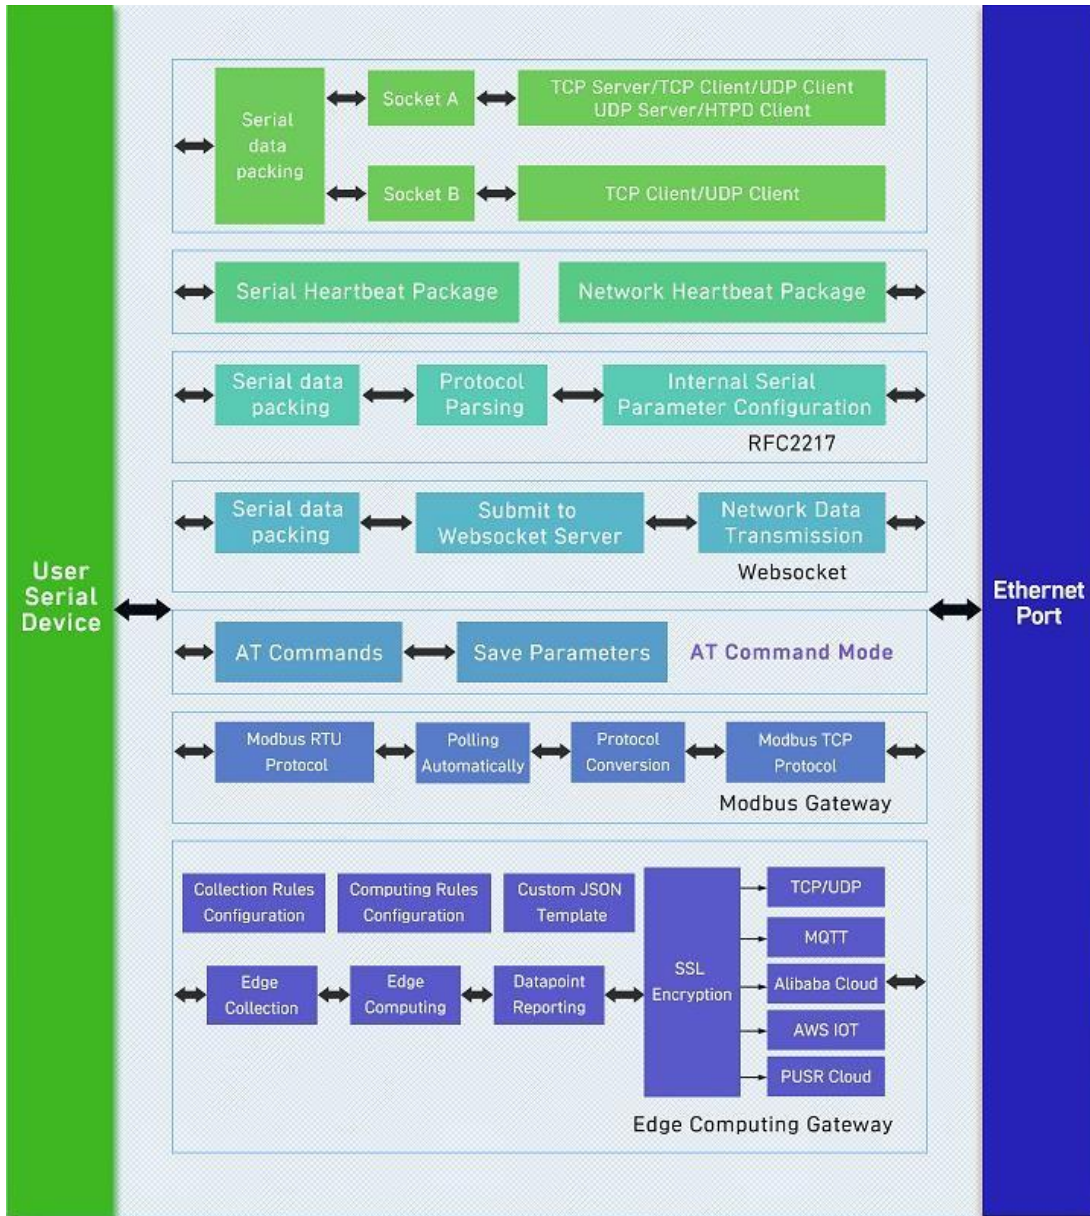 User
Serial
Device
Serial
data
packing
Socket A
TCP Server/TCP Client/UDP Client
UDP Server/HTPD Client
Socket B
TCP Client/UDP Client
Serial Heartbeat Package
Network Heartbeat Package
Serial data
packing
Protocol
Parsing
Internal Serial
Parameter Configuration
RFC2217
Serial data
packing
Submit to
Websocket Server
Network Data
Transmission
Websocket
AT Commands
Save Parameters
AT Command Mode
Modbus RTU
Protocol
Polling
Automatically
Protocol
Conversion
Modbus TCP
Protocol
Modbus Gateway
Collection Rules
Configuration
Computing Rules
Configuration
Custom JSON
Template
Edge
Collection
Edge
Computing
Datapoint
Reporting
SSL
Encryption
TCP/UDP
MQTT
Alibaba Cloud
AWS IOT
PUSR Cloud
Edge Computing Gateway
Ethernet
Port